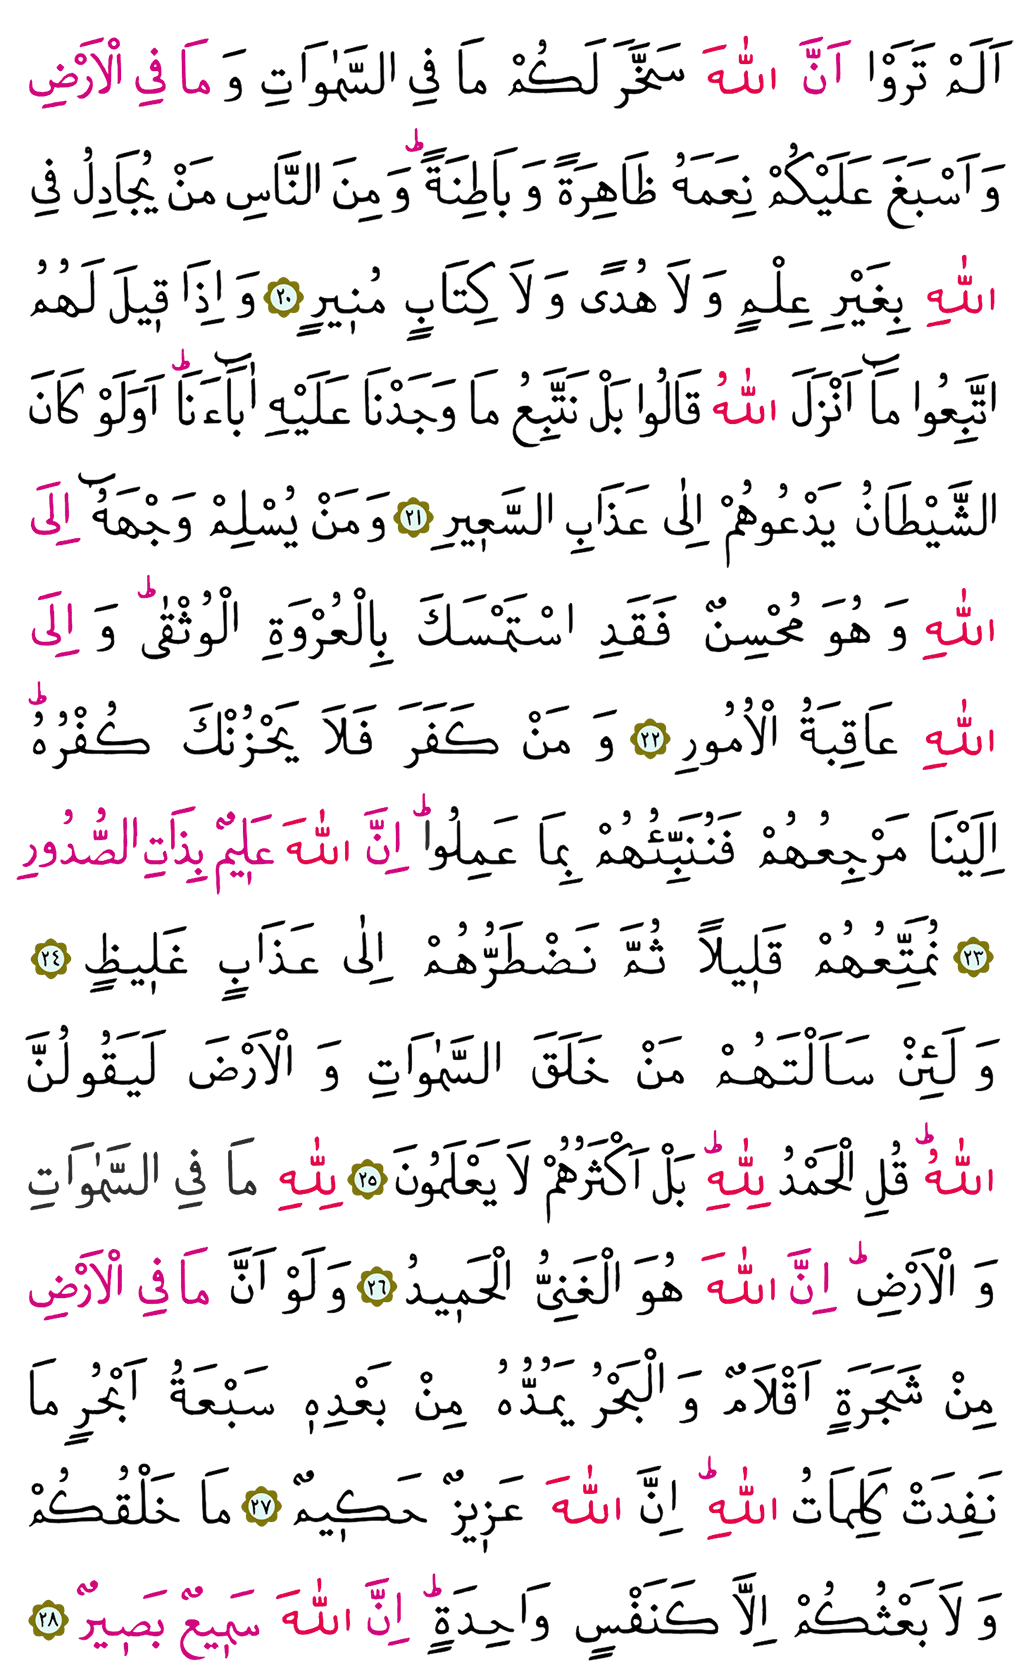 اَلَمْ تَرَوْا اَنَّ اللّٰهَ سَخَّرَ لَكُمْ مَا فِي السَّمٰوَاتِ وَ مَا فِي الْاَرْضِ
وَ اَسْبَغَ عَلَيْكُمْ نِعَمَهُ ظَاهِرَةً وَ بَاطِنَةًؕ وَ مِنَ النَّاسِ مَنْ يُجَادِلُ فِي
اللّٰهِ بِغَيْرِ عِلْمٍ وَ لَا هُدًى وَ لَا كِتَابٍ مُنٖيرٍ ﴿٢٠﴾ وَ اِذَا قٖيلَ لَهُمُ
اتَّبِعُوا مَاۤ اَنْزَلَ اللّٰهُ قَالُوا بَلْ نَتَّبِعُ مَا وَجَدْنَا عَلَيْهِ اٰبَاۤءَنَاؕ اَوَلَوْ كَانَ
الشَّيْطَانُ يَدْعُوهُمْ اِلٰى عَذَابِ السَّعٖيرِ ﴿٢١﴾ وَ مَنْ يُسْلِمْ وَجْهَهُۤ اِلَى
اللّٰهِ وَ هُوَ مُحْسِنٌ فَقَدِ اسْتَمْسَكَ بِالْعُرْوَةِ الْوُثْقٰىؕ وَ اِلَى
اللّٰهِ عَاقِبَةُ الْاُمُورِ ﴿٢٢﴾ وَ مَنْ كَفَرَ فَلَا يَحْزُنْكَ كُفْرُهُؕ
اِلَيْنَا مَرْجِعُهُمْ فَنُنَبِّئُهُمْ بِمَا عَمِلُواؕ اِنَّ اللّٰهَ عَلٖيمٌ بِذَاتِ الصُّدُورِ
﴿٢٣﴾ نُمَتِّعُهُمْ قَلٖيلًا ثُمَّ نَضْطَرُّهُمْ اِلٰى عَذَابٍ غَلٖيظٍ ﴿٢٤﴾
وَ لَئِنْ سَاَلْتَهُمْ مَنْ خَلَقَ السَّمٰوَاتِ وَ الْاَرْضَ لَيَقُولُنَّ
اللّٰهُؕ قُلِ الْحَمْدُ لِلّٰهِؕ بَلْ اَكْثَرُهُمْ لَا يَعْلَمُونَ ﴿٢٥﴾ لِلّٰهِ مَا فِي السَّمٰوَاتِ
وَ الْاَرْضِؕ اِنَّ اللّٰهَ هُوَ الْغَنِيُّ الْحَمٖيدُ ﴿٢٦﴾ وَ لَوْ اَنَّ مَا فِي الْاَرْضِ
مِنْ شَجَرَةٍ اَقْلَامٌ وَ الْبَحْرُ يَمُدُّهُ مِنْ بَعْدِهٖ سَبْعَةُ اَبْحُرٍ مَا
نَفِدَتْ كَلِمَاتُ اللّٰهِؕ اِنَّ اللّٰهَ عَزٖيزٌ حَكٖيمٌ ﴿٢٧﴾ مَا خَلْقُكُمْ
وَ لَا بَعْثُكُمْ اِلَّا كَنَفْسٍ وَاحِدَةٍؕ اِنَّ اللّٰهَ سَمٖيعٌ بَصٖيرٌ ﴿٢٨﴾